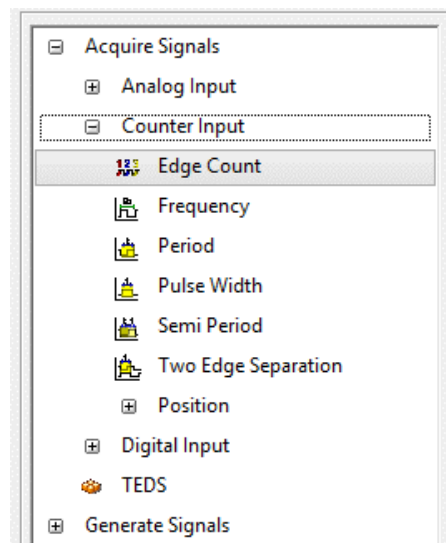 Acquire Signals
Analog Input
Counter Input
Edge Count
Frequency
Period
Pulse Width
Semi Period
Two Edge Separation
Position
Digital Input
TEDS
Generate Signals